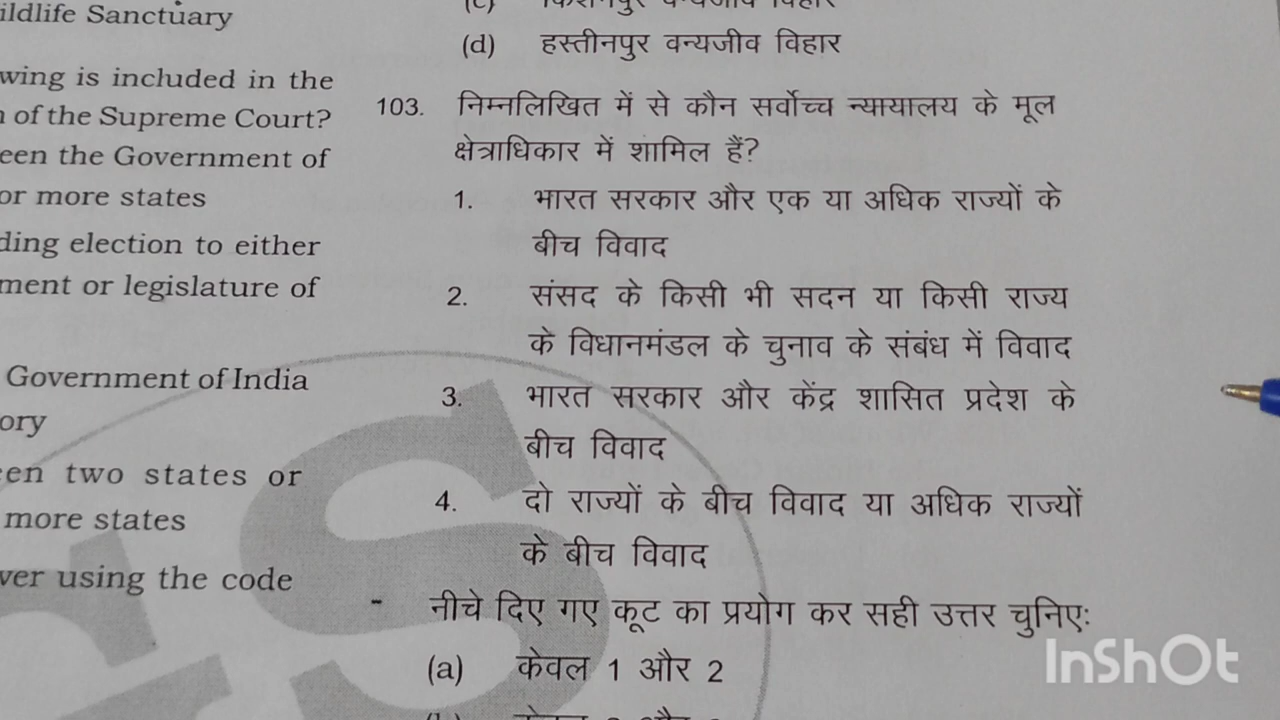 ildlife Sanctuary
wing is included in the
n of the Supreme Court?
een the Government of
or more states
ding election to either
ment or legislature of
Government of India
ory
een two states or
more states
ver using the code
(d) हस्तीनपुर वन्यजीव विहार
103. निम्नलिखित में से कौन सर्वोच्च न्यायालय के मूल
क्षेत्राधिकार में शामिल हैं?
1. भारत सरकार और एक या अधिक राज्यों के
बीच विवाद
2. संसद के किसी भी सदन या किसी राज्य
के विधानमंडल के चुनाव के संबंध में विवाद
3. भारत सरकार और केंद्र शासित प्रदेश के
बीच विवाद
4. दो राज्यों के बीच विवाद या अधिक राज्यों
के बीच विवाद
- नीचे दिए गए कूट का प्रयोग कर सही उत्तर चुनिए:
(a) केवल 1 और 2
InShOt